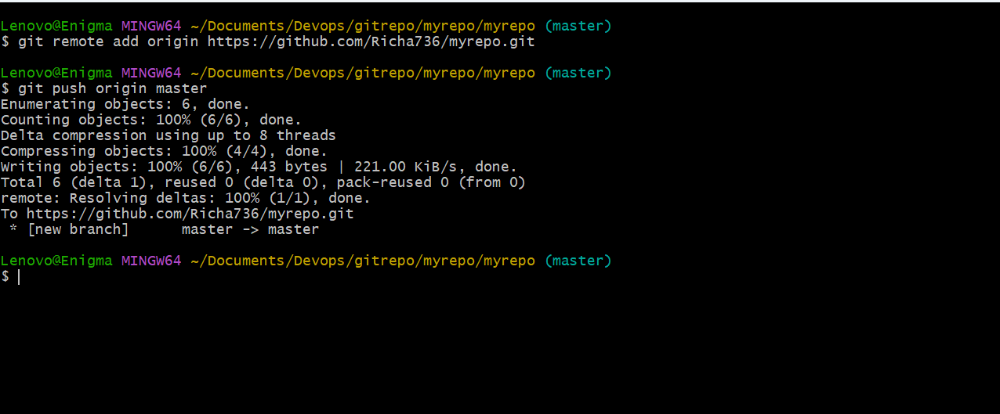 Lenovo@Enigma MINGW64 ~/Documents/Devops/gitrepo/myrepo/myrepo (master)
$ git remote add origin https://github.com/Richa736/myrepo.git
Lenovo@Enigma MINGW64 ~/Documents/Devops/gitrepo/myrepo/myrepo (master)
$ git push origin master
Enumerating objects: 6, done.
Counting objects: 100% (6/6), done.
Delta compression using up to 8 threads
Compressing objects: 100% (4/4), done.
Writing objects: 100% (6/6), 443 bytes | 221.00 KiB/s, done.
Total 6 (delta 1), reused 0 (delta 0), pack-reused 0 (from 0)
remote: Resolving deltas: 100% (1/1), done.
To https://github.com/Richa736/myrepo.git
 * [new branch]      master -> master
Lenovo@Enigma MINGW64 ~/Documents/Devops/gitrepo/myrepo/myrepo (master)
$